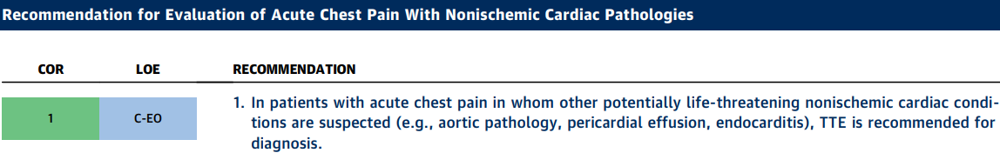 Recommendation for Evaluation of Acute Chest Pain With Nonischemic Cardiac Pathologies
COR LOE RECOMMENDATION
1 C-EO 1. In patients with acute chest pain in whom other potentially life-threatening nonischemic cardiac condi-
tions are suspected (e.g., aortic pathology, pericardial effusion, endocarditis), TTE is recommended for
diagnosis.